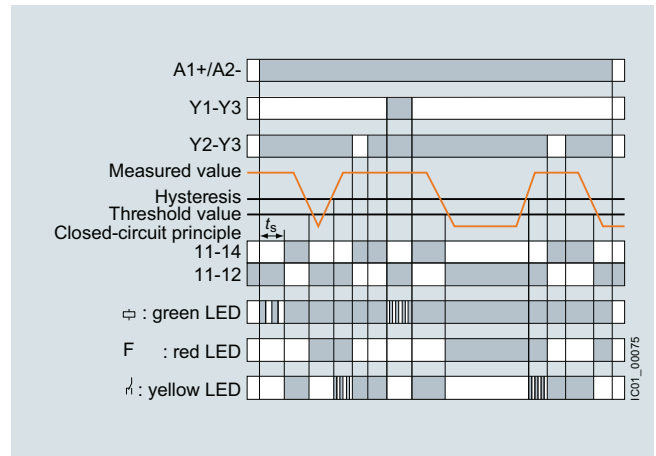 A1+/A2-
Y1-Y3
Y2-Y3
Measured value
Hysteresis
Threshold value
Closed-circuit principle
ts
11-14
11-12
: green LED
F : red LED
: yellow LED
IC01_00075